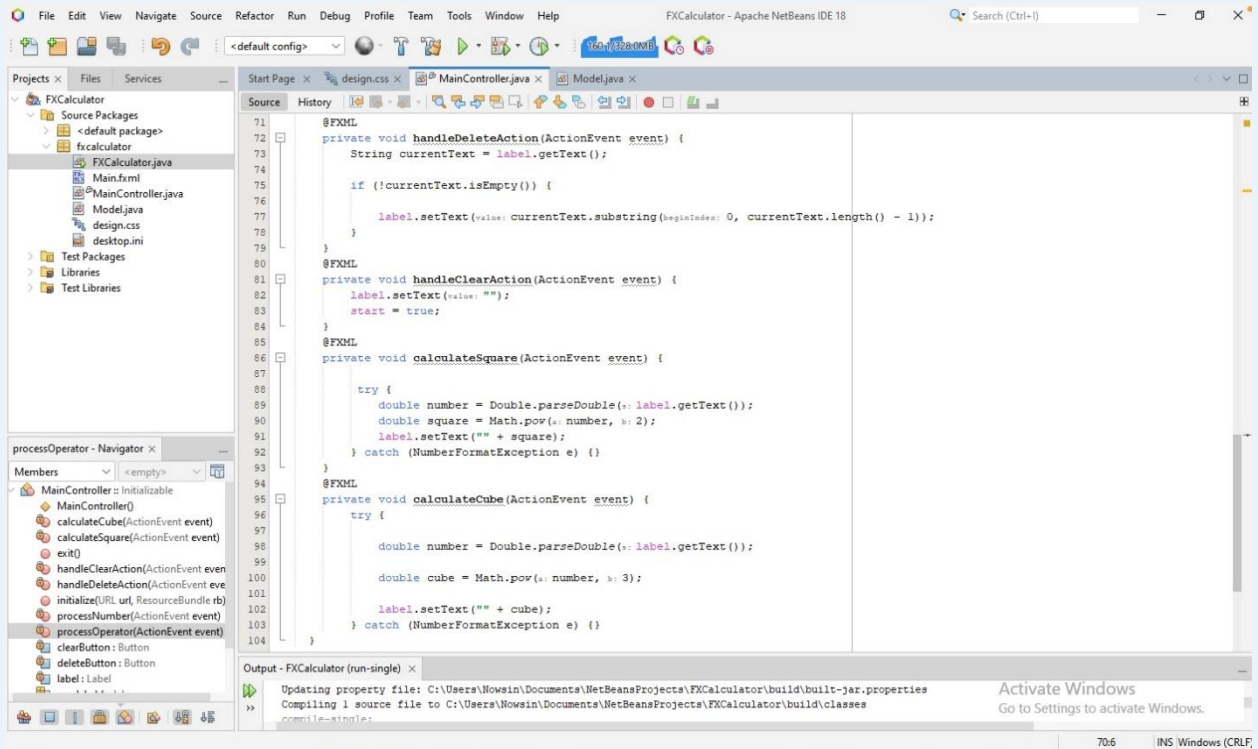 File Edit View Navigate Source Refactor Run Debug Profile Team Tools Window Help FXCalculator - Apache NetBeans IDE 18 Search (Ctrl+I)
<default config> 160.1/328.0MB
Projects Files Services
FXCalculator
Source Packages
<default package>
fxcalculator
FXCalculator.java
Main.fxml
MainController.java
Model.java
design.css
desktop.ini
Test Packages
Libraries
Test Libraries
Start Page design.css MainController.java Model.java
Source History
71 @FXML
72 private void handleDeleteAction(ActionEvent event) {
73 String currentText = label.getText();
74
75 if (!currentText.isEmpty()) {
76
77 label.setText(value: currentText.substring(beginIndex: 0, currentText.length() - 1));
78 }
79 }
80 @FXML
81 private void handleClearAction(ActionEvent event) {
82 label.setText(value: "");
83 start = true;
84 }
85 @FXML
86 private void calculateSquare(ActionEvent event) {
87
88 try {
89 double number = Double.parseDouble(s: label.getText());
90 double square = Math.pow(a: number, b: 2);
91 label.setText("" + square);
92 } catch (NumberFormatException e) {}
93 }
94 @FXML
95 private void calculateCube(ActionEvent event) {
96 try {
97
98 double number = Double.parseDouble(s: label.getText());
99
100 double cube = Math.pow(a: number, b: 3);
101
102 label.setText("" + cube);
103 } catch (NumberFormatException e) {}
104 }
processOperator - Navigator
Members <empty>
MainController :: Initializable
MainController()
calculateCube(ActionEvent event)
calculateSquare(ActionEvent event)
exit()
handleClearAction(ActionEvent even
handleDeleteAction(ActionEvent eve
initialize(URL url, ResourceBundle rb)
processNumber(ActionEvent event)
processOperator(ActionEvent event)
clearButton : Button
deleteButton : Button
label : Label
Output - FXCalculator (run-single)
Updating property file: C:\Users\Nowsin\Documents\NetBeansProjects\FXCalculator\build\built-jar.properties
Compiling 1 source file to C:\Users\Nowsin\Documents\NetBeansProjects\FXCalculator\build\classes
compile-single:
Activate Windows
Go to Settings to activate Windows.
70:6 INS Windows (CRLF)